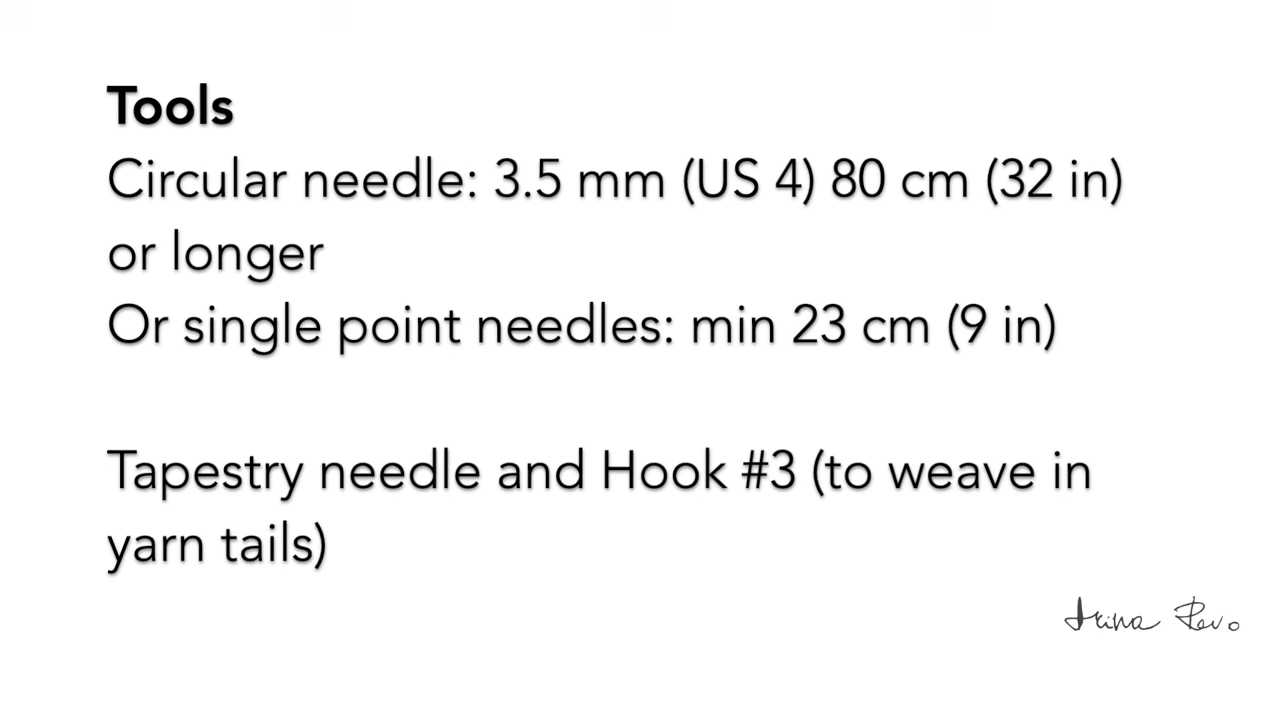 Tools
Circular needle: 3.5 mm (US 4) 80 cm (32 in)
or longer
Or single point needles: min 23 cm (9 in)
Tapestry needle and Hook #3 (to weave in
yarn tails)
Irina